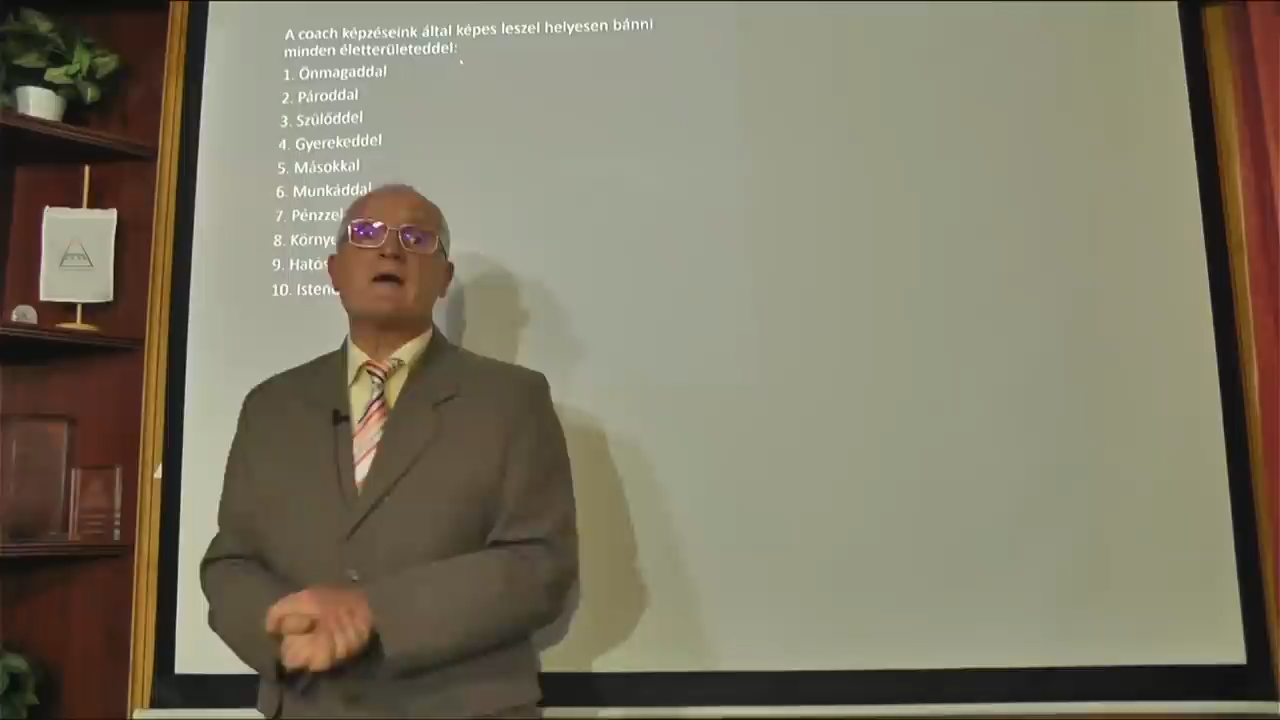 A coach képzéseink által képes leszel helyesen bánni
minden életterületeddel:
1. Önmagaddal
2. Pároddal
3. Szülőddel
4. Gyerekeddel
5. Másokkal
6. Munkáddal
7. Pénzzel
8.
9.
10.